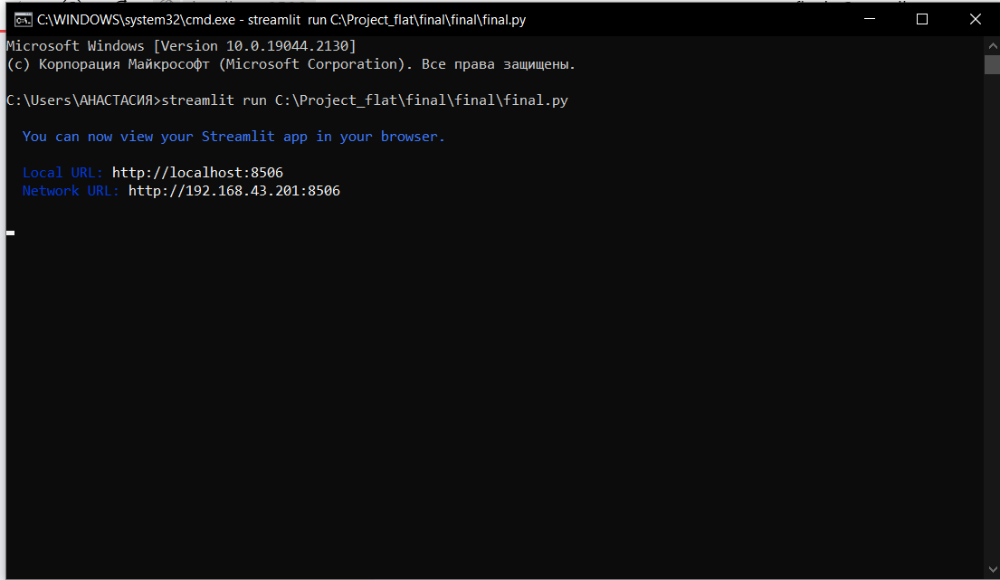 C:\WINDOWS\system32\cmd.exe - streamlit  run C:\Project_flat\final\final\final.py
Microsoft Windows [Version 10.0.19044.2130]
(c) Корпорация Майкрософт (Microsoft Corporation). Все права защищены.
C:\Users\АНАСТАСИЯ>streamlit run C:\Project_flat\final\final\final.py
You can now view your Streamlit app in your browser.
Local URL: http://localhost:8506
Network URL: http://192.168.43.201:8506